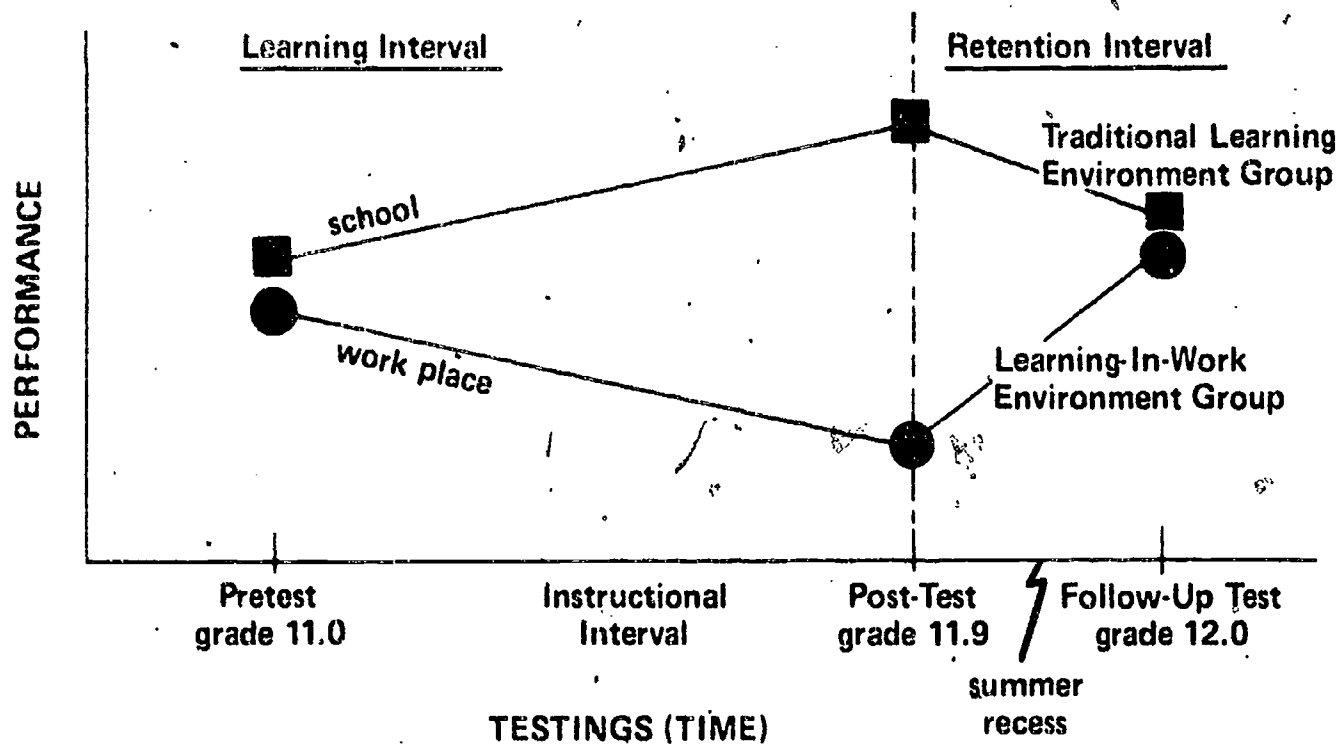 Learning Interval
Retention Interval
Traditional Learning
Environment Group
school
work place
Learning-In-Work
Environment Group
PERFORMANCE
Pretest
grade 11.0
Instructional
Interval
Post-Test
grade 11.9
Follow-Up Test
grade 12.0
summer
recess
TESTINGS (TIME)